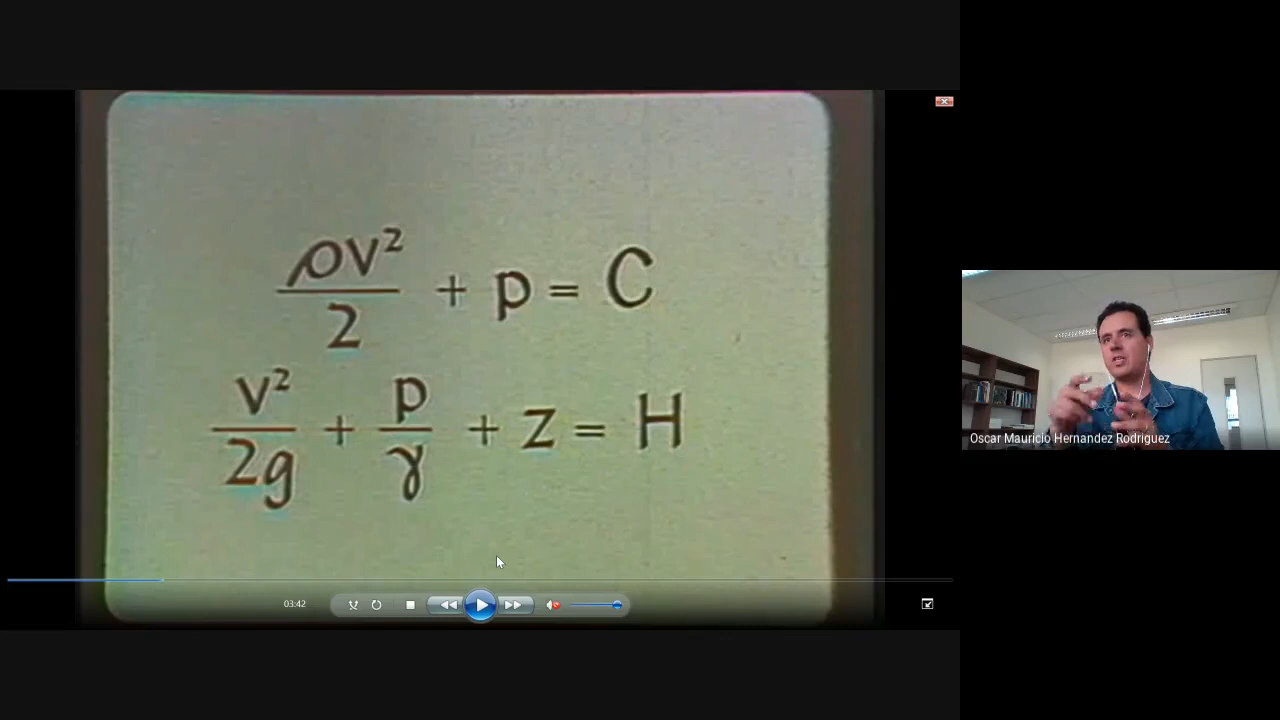 ρv²/2 + p = C
v²/2g + p/γ + z = H
03:42
Oscar Mauricio Hernandez Rodriguez